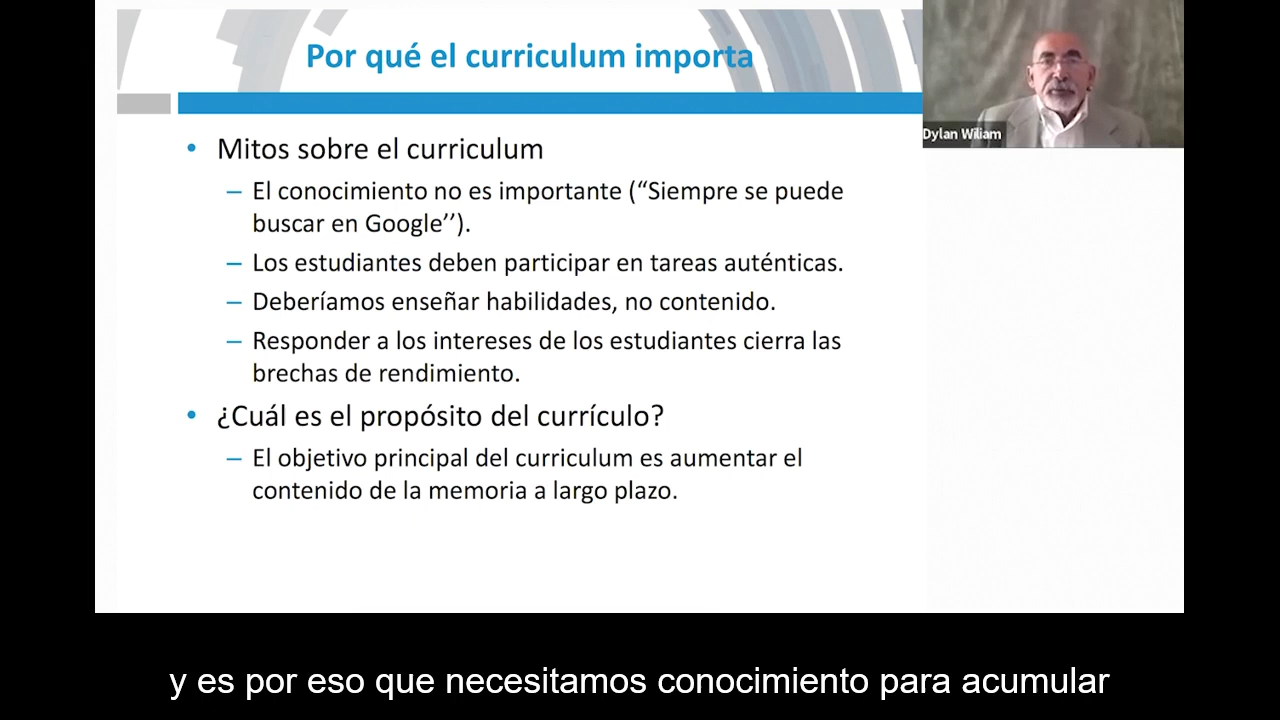 Por qué el curriculum importa
Dylan Wiliam
• Mitos sobre el curriculum
– El conocimiento no es importante (“Siempre se puede
buscar en Google’’).
– Los estudiantes deben participar en tareas auténticas.
– Deberíamos enseñar habilidades, no contenido.
– Responder a los intereses de los estudiantes cierra las
brechas de rendimiento.
• ¿Cuál es el propósito del currículo?
– El objetivo principal del curriculum es aumentar el
contenido de la memoria a largo plazo.
y es por eso que necesitamos conocimiento para acumular